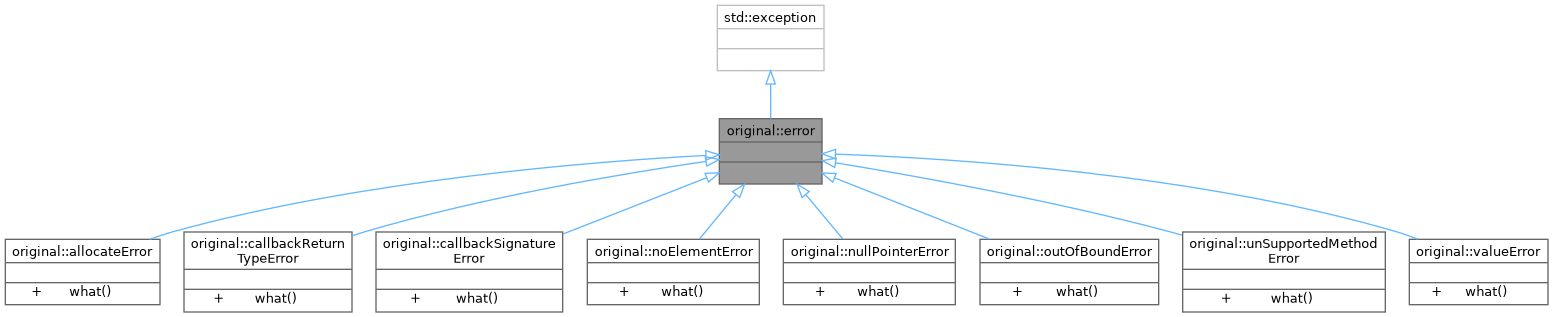 std::exception
original::error
original::allocateError
+ what()
original::callbackReturn
TypeError
+ what()
original::callbackSignature
Error
+ what()
original::noElementError
+ what()
original::nullPointerError
+ what()
original::outOfBoundError
+ what()
original::unSupportedMethod
Error
+ what()
original::valueError
+ what()